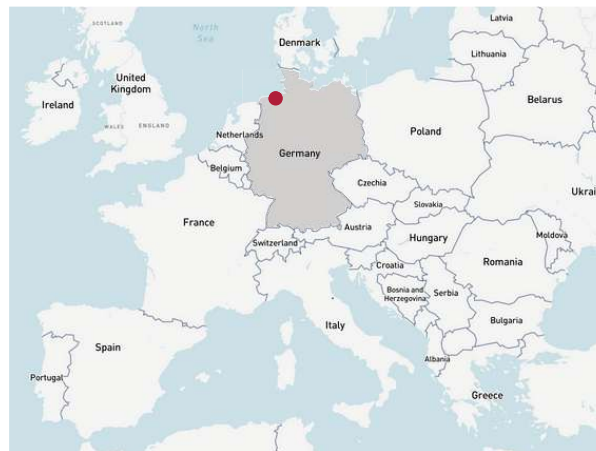 SCOTLAND
North
Sea
Denmark
Latvia
Lithuania
United
Kingdom
Ireland
Belarus
WALES
ENGLAND
Netherlands
Poland
Germany
Belgium
Czechia
Ukrai
Slovakia
France
Austria
Moldova
Switzerland
Hungary
Croatia
Romania
Bosnia and
Herzegovina
Serbia
Italy
Bulgaria
Spain
Albania
Portugal
Greece